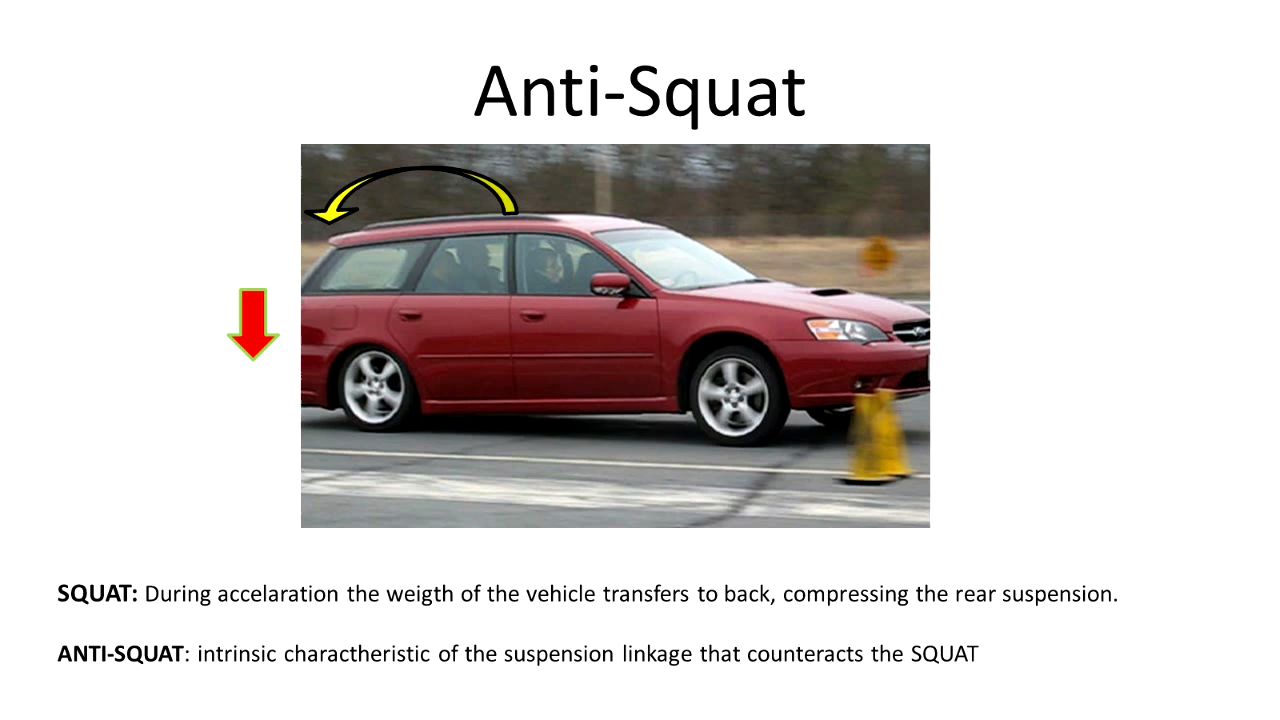 Anti-Squat
SQUAT: During accelaration the weigth of the vehicle transfers to back, compressing the rear suspension.
ANTI-SQUAT: intrinsic charactheristic of the suspension linkage that counteracts the SQUAT